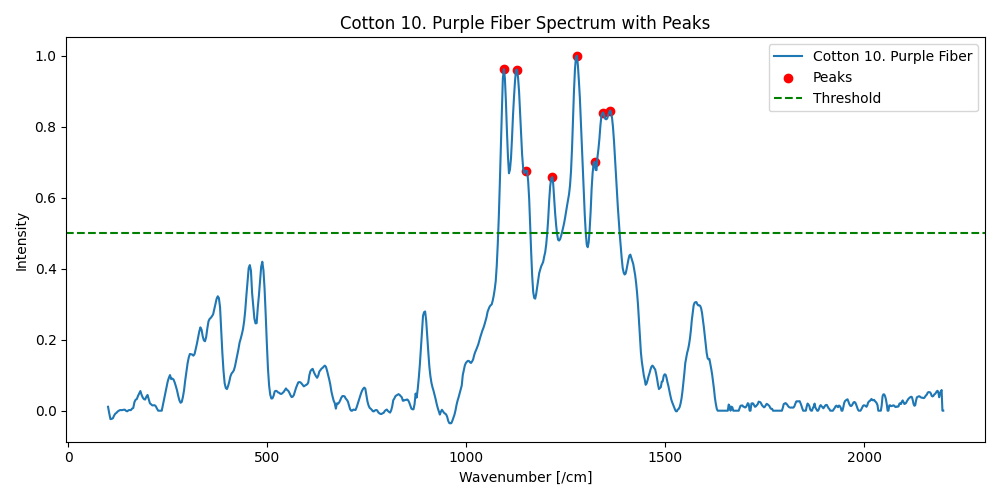 Cotton 10. Purple Fiber Spectrum with Peaks
Cotton 10. Purple Fiber
Peaks
Threshold
Intensity
1.0
0.8
0.6
0.4
0.2
0.0
0 500 1000 1500 2000
Wavenumber [/cm]